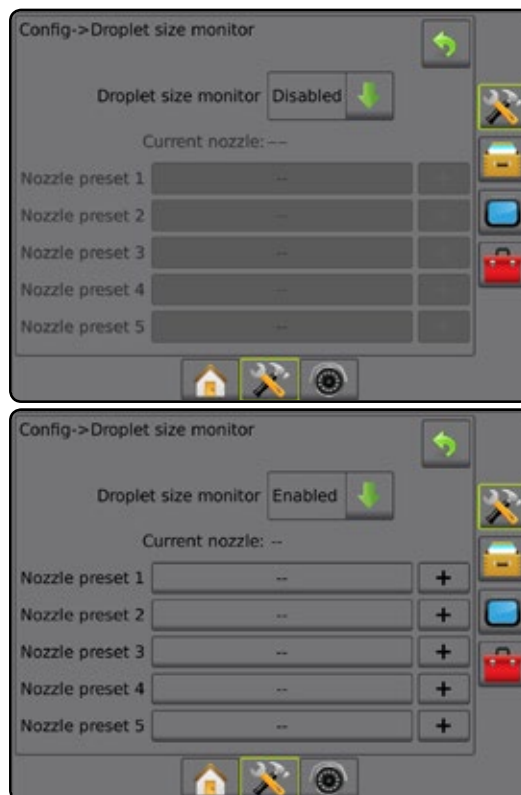 Config->Droplet size monitor
Droplet size monitor Disabled
Current nozzle:--
Nozzle preset 1 --
Nozzle preset 2 --
Nozzle preset 3 --
Nozzle preset 4 --
Nozzle preset 5 --
Config->Droplet size monitor
Droplet size monitor Enabled
Current nozzle: --
Nozzle preset 1 -- +
Nozzle preset 2 -- +
Nozzle preset 3 -- +
Nozzle preset 4 -- +
Nozzle preset 5 -- +